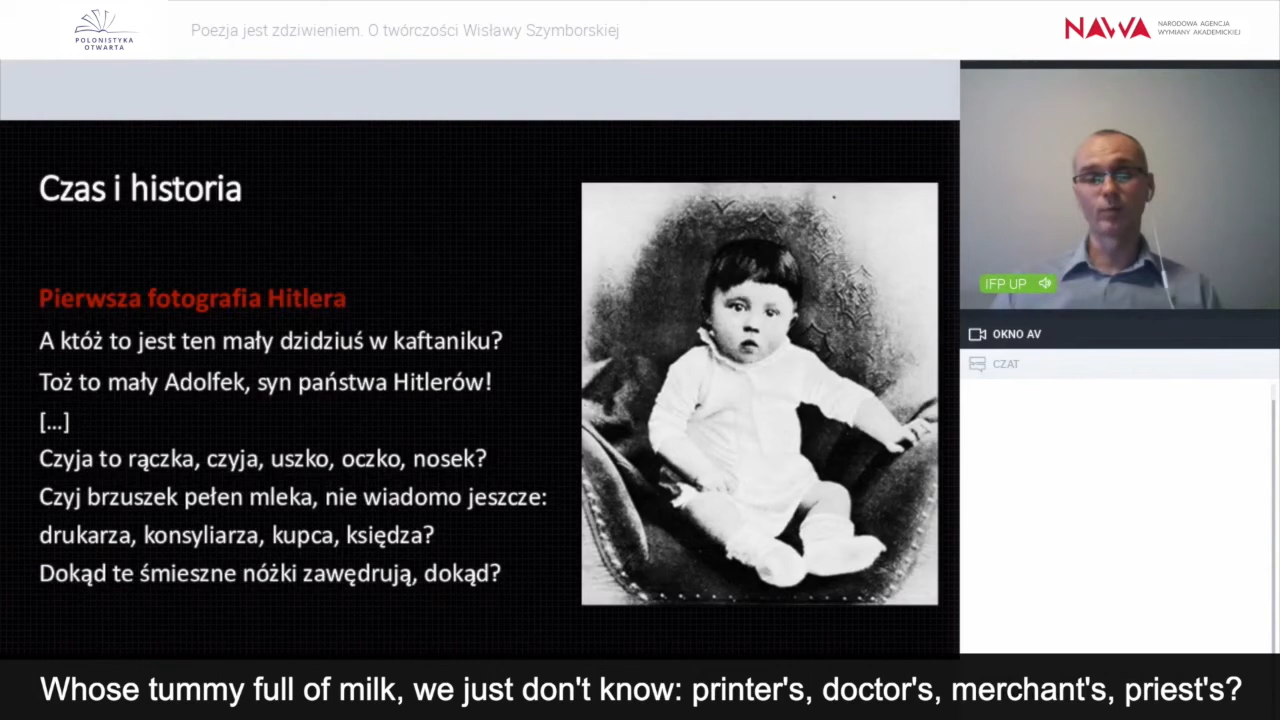 POLONISTYKA
OTWARTA
Poezja jest zdziwieniem. O twórczości Wisławy Szymborskiej
NAWA
NARODOWA AGENCJA
WYMIANY AKADEMICKIEJ
Czas i historia
Pierwsza fotografia Hitlera
A któż to jest ten mały dzidziuś w kaftaniku?
Toż to mały Adolfek, syn państwa Hitlerów!
[...]
Czyja to rączka, czyja, uszko, oczko, nosek?
Czyj brzuszek pełen mleka, nie wiadomo jeszcze:
drukarza, konsyliarza, kupca, księdza?
Dokąd te śmieszne nóżki zawędrują, dokąd?
IFP UP
OKNO AV
CZAT
Whose tummy full of milk, we just don't know: printer's, doctor's, merchant's, priest's?